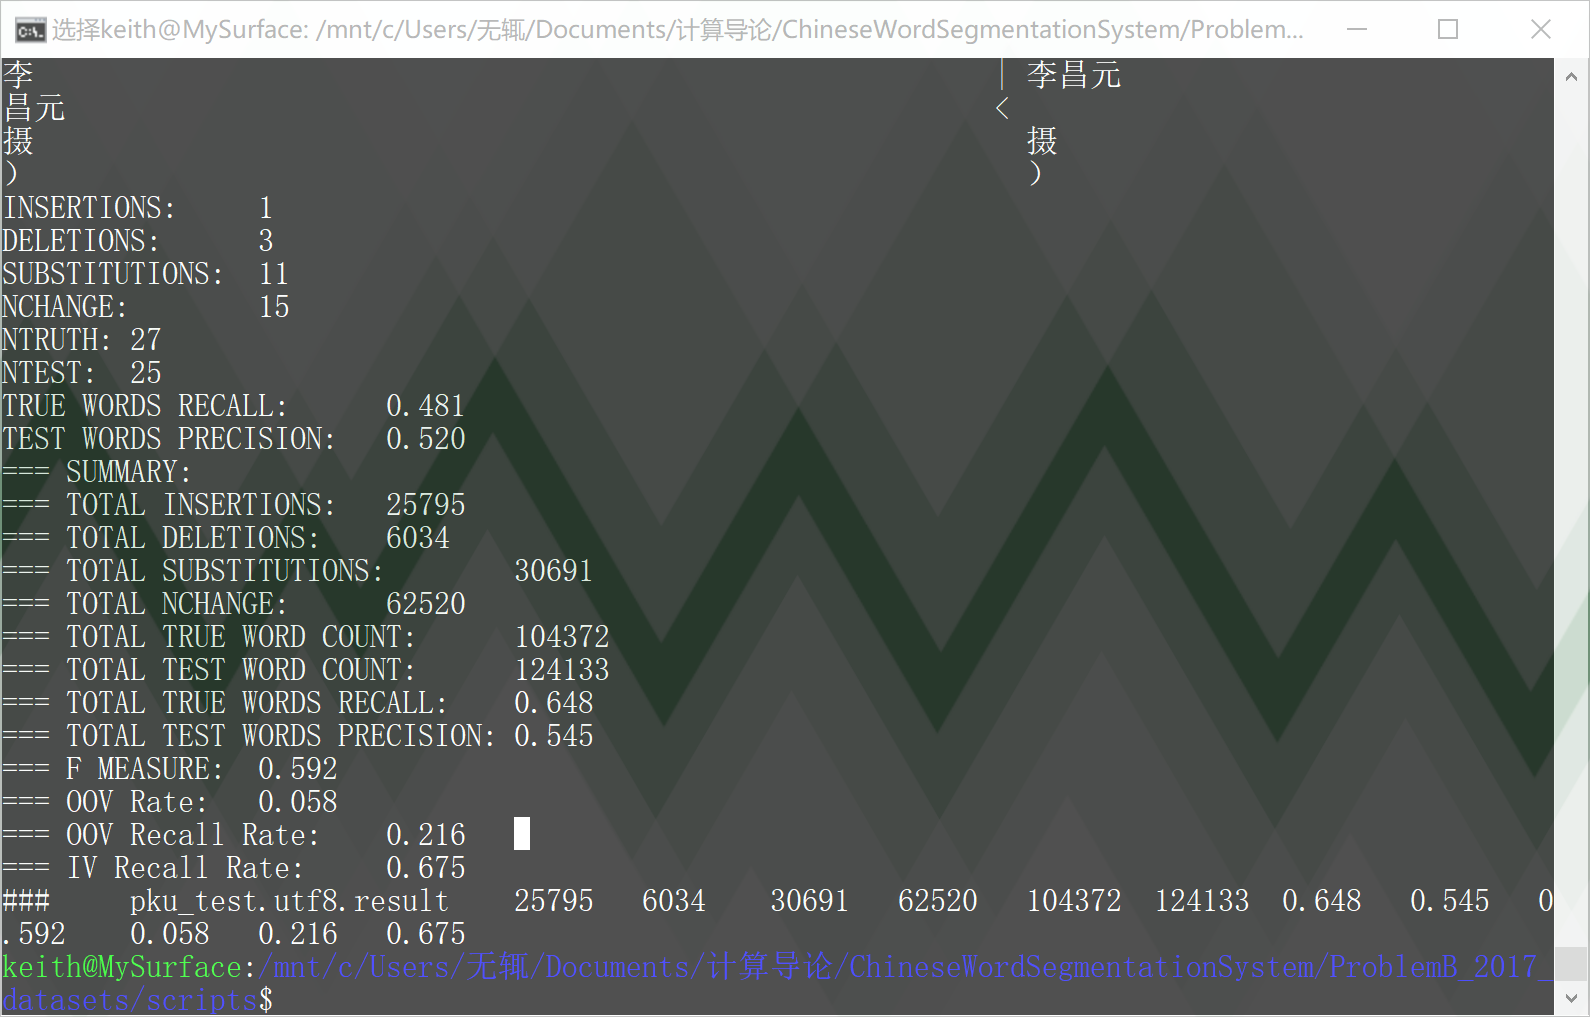 选择keith@MySurface: /mnt/c/Users/无辄/Documents/计算导论/ChineseWordSegmentationSystem/Problem...
李 | 李昌元
昌元 <
摄 摄
) )
INSERTIONS: 1
DELETIONS: 3
SUBSTITUTIONS: 11
NCHANGE: 15
NTRUTH: 27
NTEST: 25
TRUE WORDS RECALL: 0.481
TEST WORDS PRECISION: 0.520
=== SUMMARY:
=== TOTAL INSERTIONS: 25795
=== TOTAL DELETIONS: 6034
=== TOTAL SUBSTITUTIONS: 30691
=== TOTAL NCHANGE: 62520
=== TOTAL TRUE WORD COUNT: 104372
=== TOTAL TEST WORD COUNT: 124133
=== TOTAL TRUE WORDS RECALL: 0.648
=== TOTAL TEST WORDS PRECISION: 0.545
=== F MEASURE: 0.592
=== OOV Rate: 0.058
=== OOV Recall Rate: 0.216
=== IV Recall Rate: 0.675
### pku_test.utf8.result 25795 6034 30691 62520 104372 124133 0.648 0.545 0
.592 0.058 0.216 0.675
keith@MySurface:/mnt/c/Users/无辄/Documents/计算导论/ChineseWordSegmentationSystem/ProblemB_2017_
datasets/scripts$